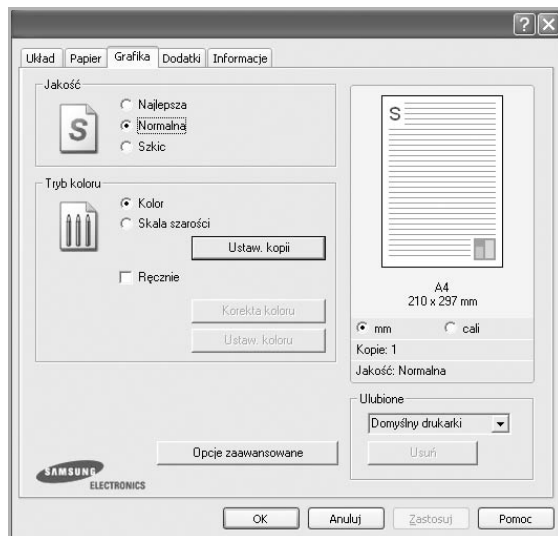 Układ Papier Grafika Dodatki Informacje
Jakość
S
Najlepsza
Normalna
Szkic
Tryb koloru
Kolor
Skala szarości
Ustaw. kopii
Ręcznie
Korekta koloru
Ustaw. koloru
S
A4
210 x 297 mm
mm cali
Kopie: 1
Jakość: Normalna
Ulubione
Domyślny drukarki
Usuń
Opcje zaawansowane
SAMSUNG
ELECTRONICS
OK Anuluj Zastosuj Pomoc